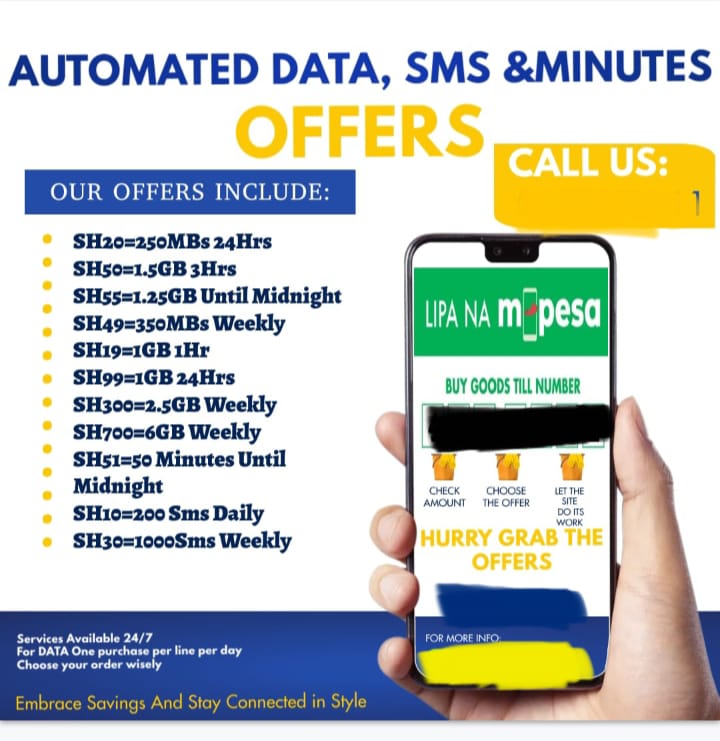 AUTOMATED DATA, SMS &MINUTES
OFFERS
CALL US:
1
OUR OFFERS INCLUDE:
SH20=250MBs 24Hrs
SH50=1.5GB 3Hrs
SH55=1.25GB Until Midnight
SH49=350MBs Weekly
SH19=1GB 1Hr
SH99=1GB 24Hrs
SH300=2.5GB Weekly
SH700=6GB Weekly
SH51=50 Minutes Until
Midnight
SH10=200 Sms Daily
SH30=1000Sms Weekly
LIPA NA m-pesa
BUY GOODS TILL NUMBER
CHECK
AMOUNT
CHOOSE
THE OFFER
LET THE
SITE
DO ITS
WORK
HURRY GRAB THE
OFFERS
FOR MORE INFO:
Services Available 24/7
For DATA One purchase per line per day
Choose your order wisely
Embrace Savings And Stay Connected in Style